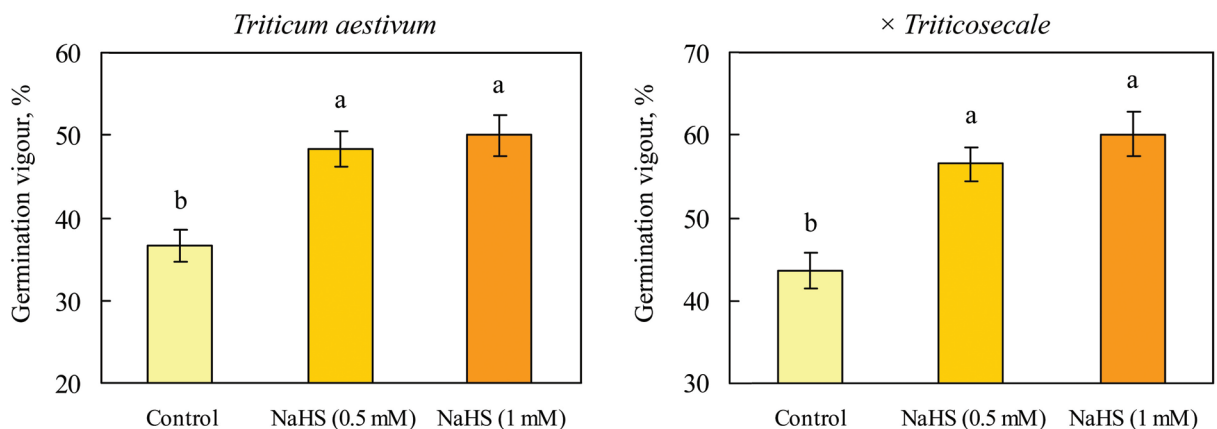 Triticum aestivum
Germination vigour, %
60
50
40
30
20
b
a
a
Control
NaHS (0.5 mM)
NaHS (1 mM)
× Triticosecale
Germination vigour, %
70
60
50
40
30
b
a
a
Control
NaHS (0.5 mM)
NaHS (1 mM)